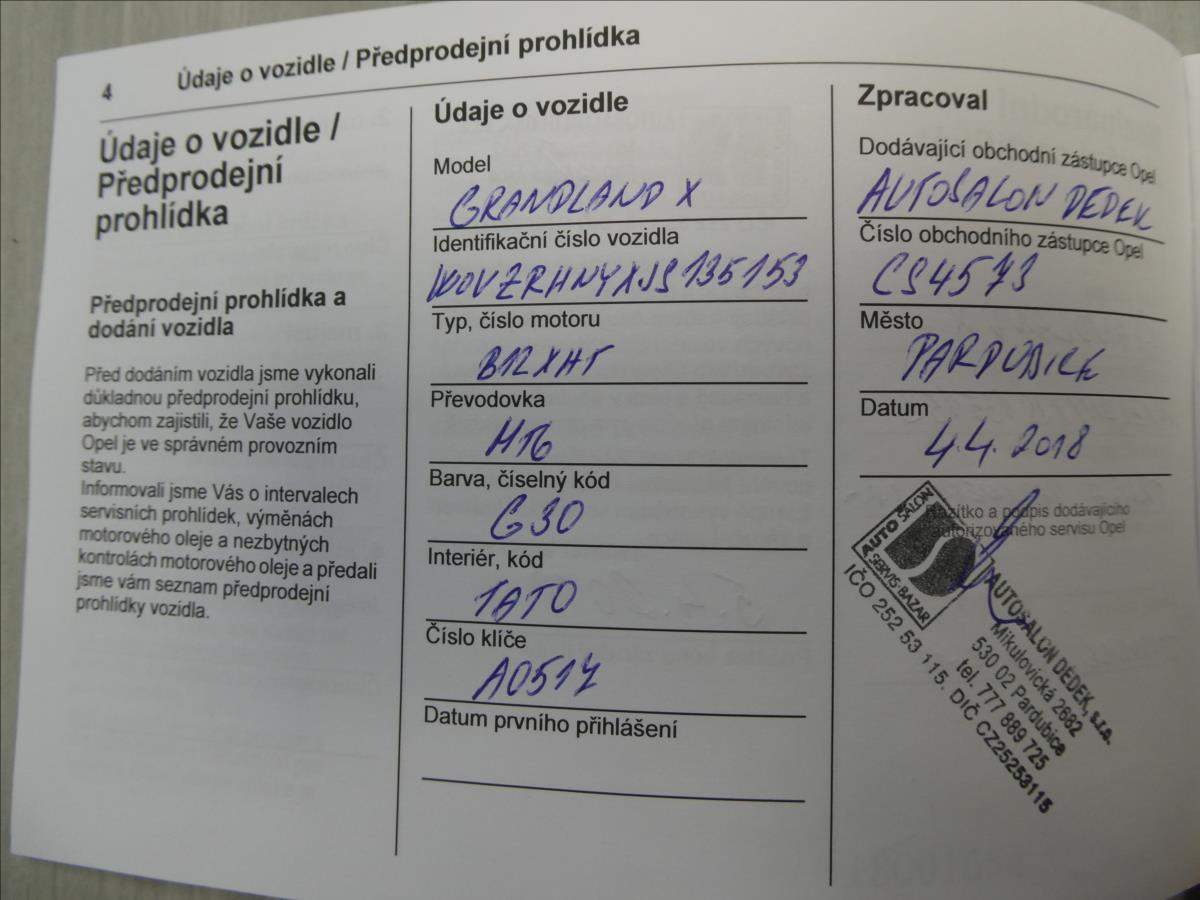 4
Údaje o vozidle / Předprodejní prohlídka
Údaje o vozidle /
Předprodejní
prohlídka
Předprodejní prohlídka a
dodání vozidla
Před dodáním vozidla jsme vykonali
důkladnou předprodejní prohlídku,
abychom zajistili, že Vaše vozidlo
Opel je ve správném provozním
stavu.
Informovali jsme Vás o intervalech
servisních prohlídek, výměnách
motorového oleje a nezbytných
kontrolách motorového oleje a předali
jsme vám seznam předprodejní
prohlídky vozidla.
Údaje o vozidle
Model
GRANDLAND X
Identifikační číslo vozidla
W0VZRHNYXJS135153
Typ, číslo motoru
B12XHT
Převodovka
MT6
Barva, číselný kód
G30
Interiér, kód
TATO
Číslo klíče
A0517
Datum prvního přihlášení
Zpracoval
Dodávající obchodní zástupce Opel
AUTOSALON DEDEK
Číslo obchodního zástupce Opel
CS4573
Město
PARDUBICE
Datum
4.4. 2018
Razítko a podpis dodávajícího
autorizovaného servisu Opel
AUTO SALON
SERVIS-BAZAR
AUTOSALON DEDEK, s.r.o.
Mikulovická 2682
530 02 Pardubice
tel. 777 889 725
IČO 252 53 115. DIČ CZ25253115